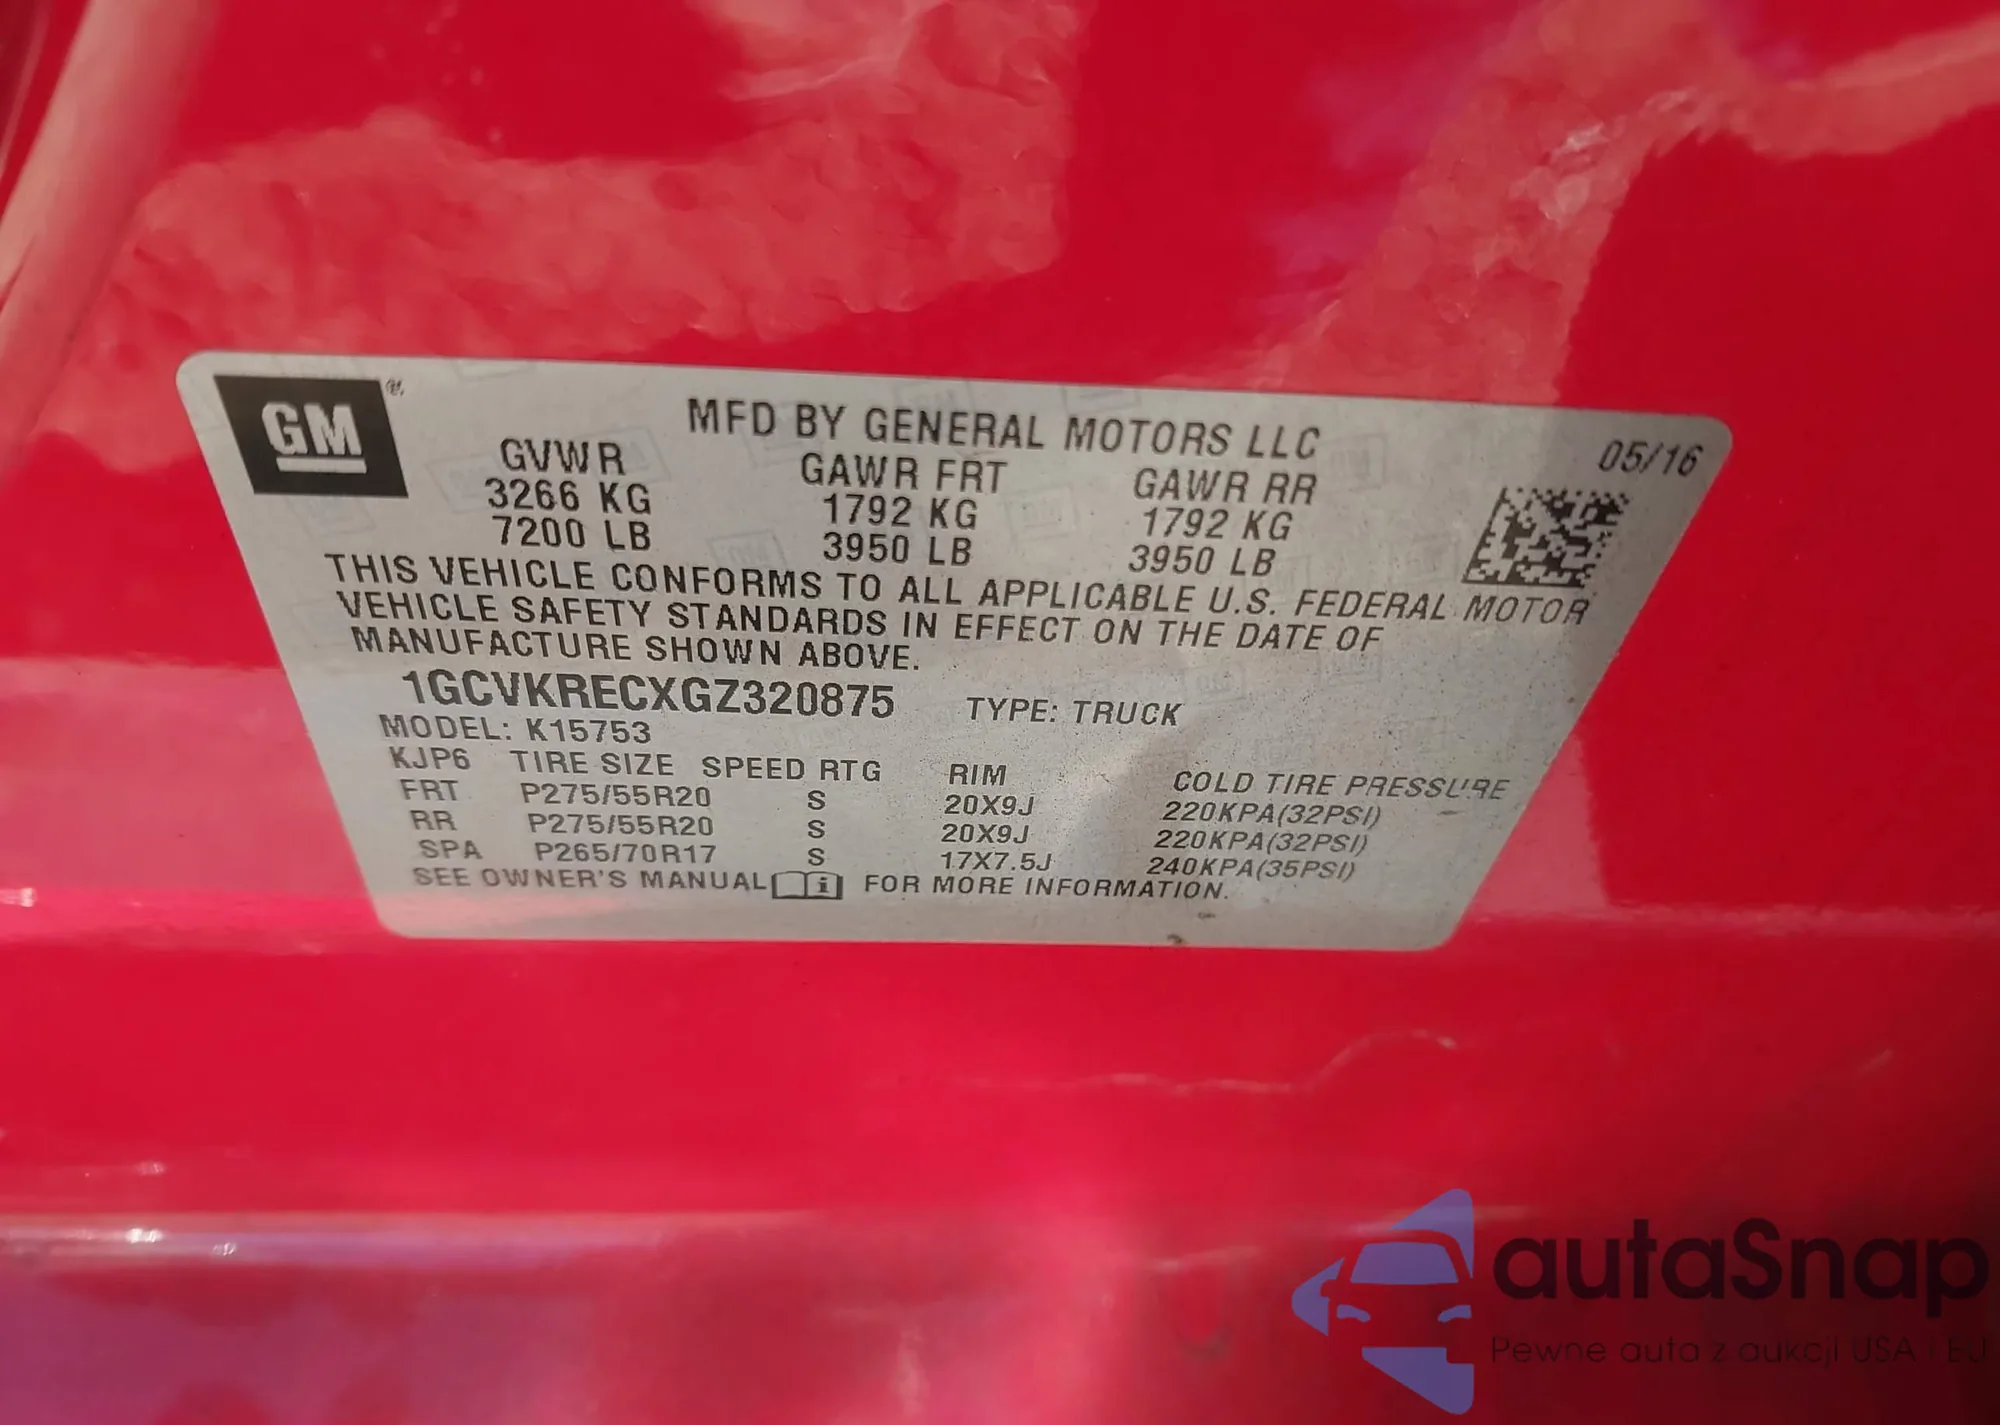 GM®
MFD BY GENERAL MOTORS LLC
05/16
GVWR GAWR FRT GAWR RR
3266 KG 1792 KG 1792 KG
7200 LB 3950 LB 3950 LB
THIS VEHICLE CONFORMS TO ALL APPLICABLE U.S. FEDERAL MOTOR
VEHICLE SAFETY STANDARDS IN EFFECT ON THE DATE OF
MANUFACTURE SHOWN ABOVE.
1GCVKRECXGZ320875 TYPE: TRUCK
MODEL: K15753
KJP6 TIRE SIZE SPEED RTG RIM COLD TIRE PRESSURE
FRT P275/55R20 S 20X9J 220KPA(32PSI)
RR P275/55R20 S 20X9J 220KPA(32PSI)
SPA P265/70R17 S 17X7.5J 240KPA(35PSI)
SEE OWNER'S MANUAL i FOR MORE INFORMATION.
autaSnap
Pewne auta z aukcji USA i EU